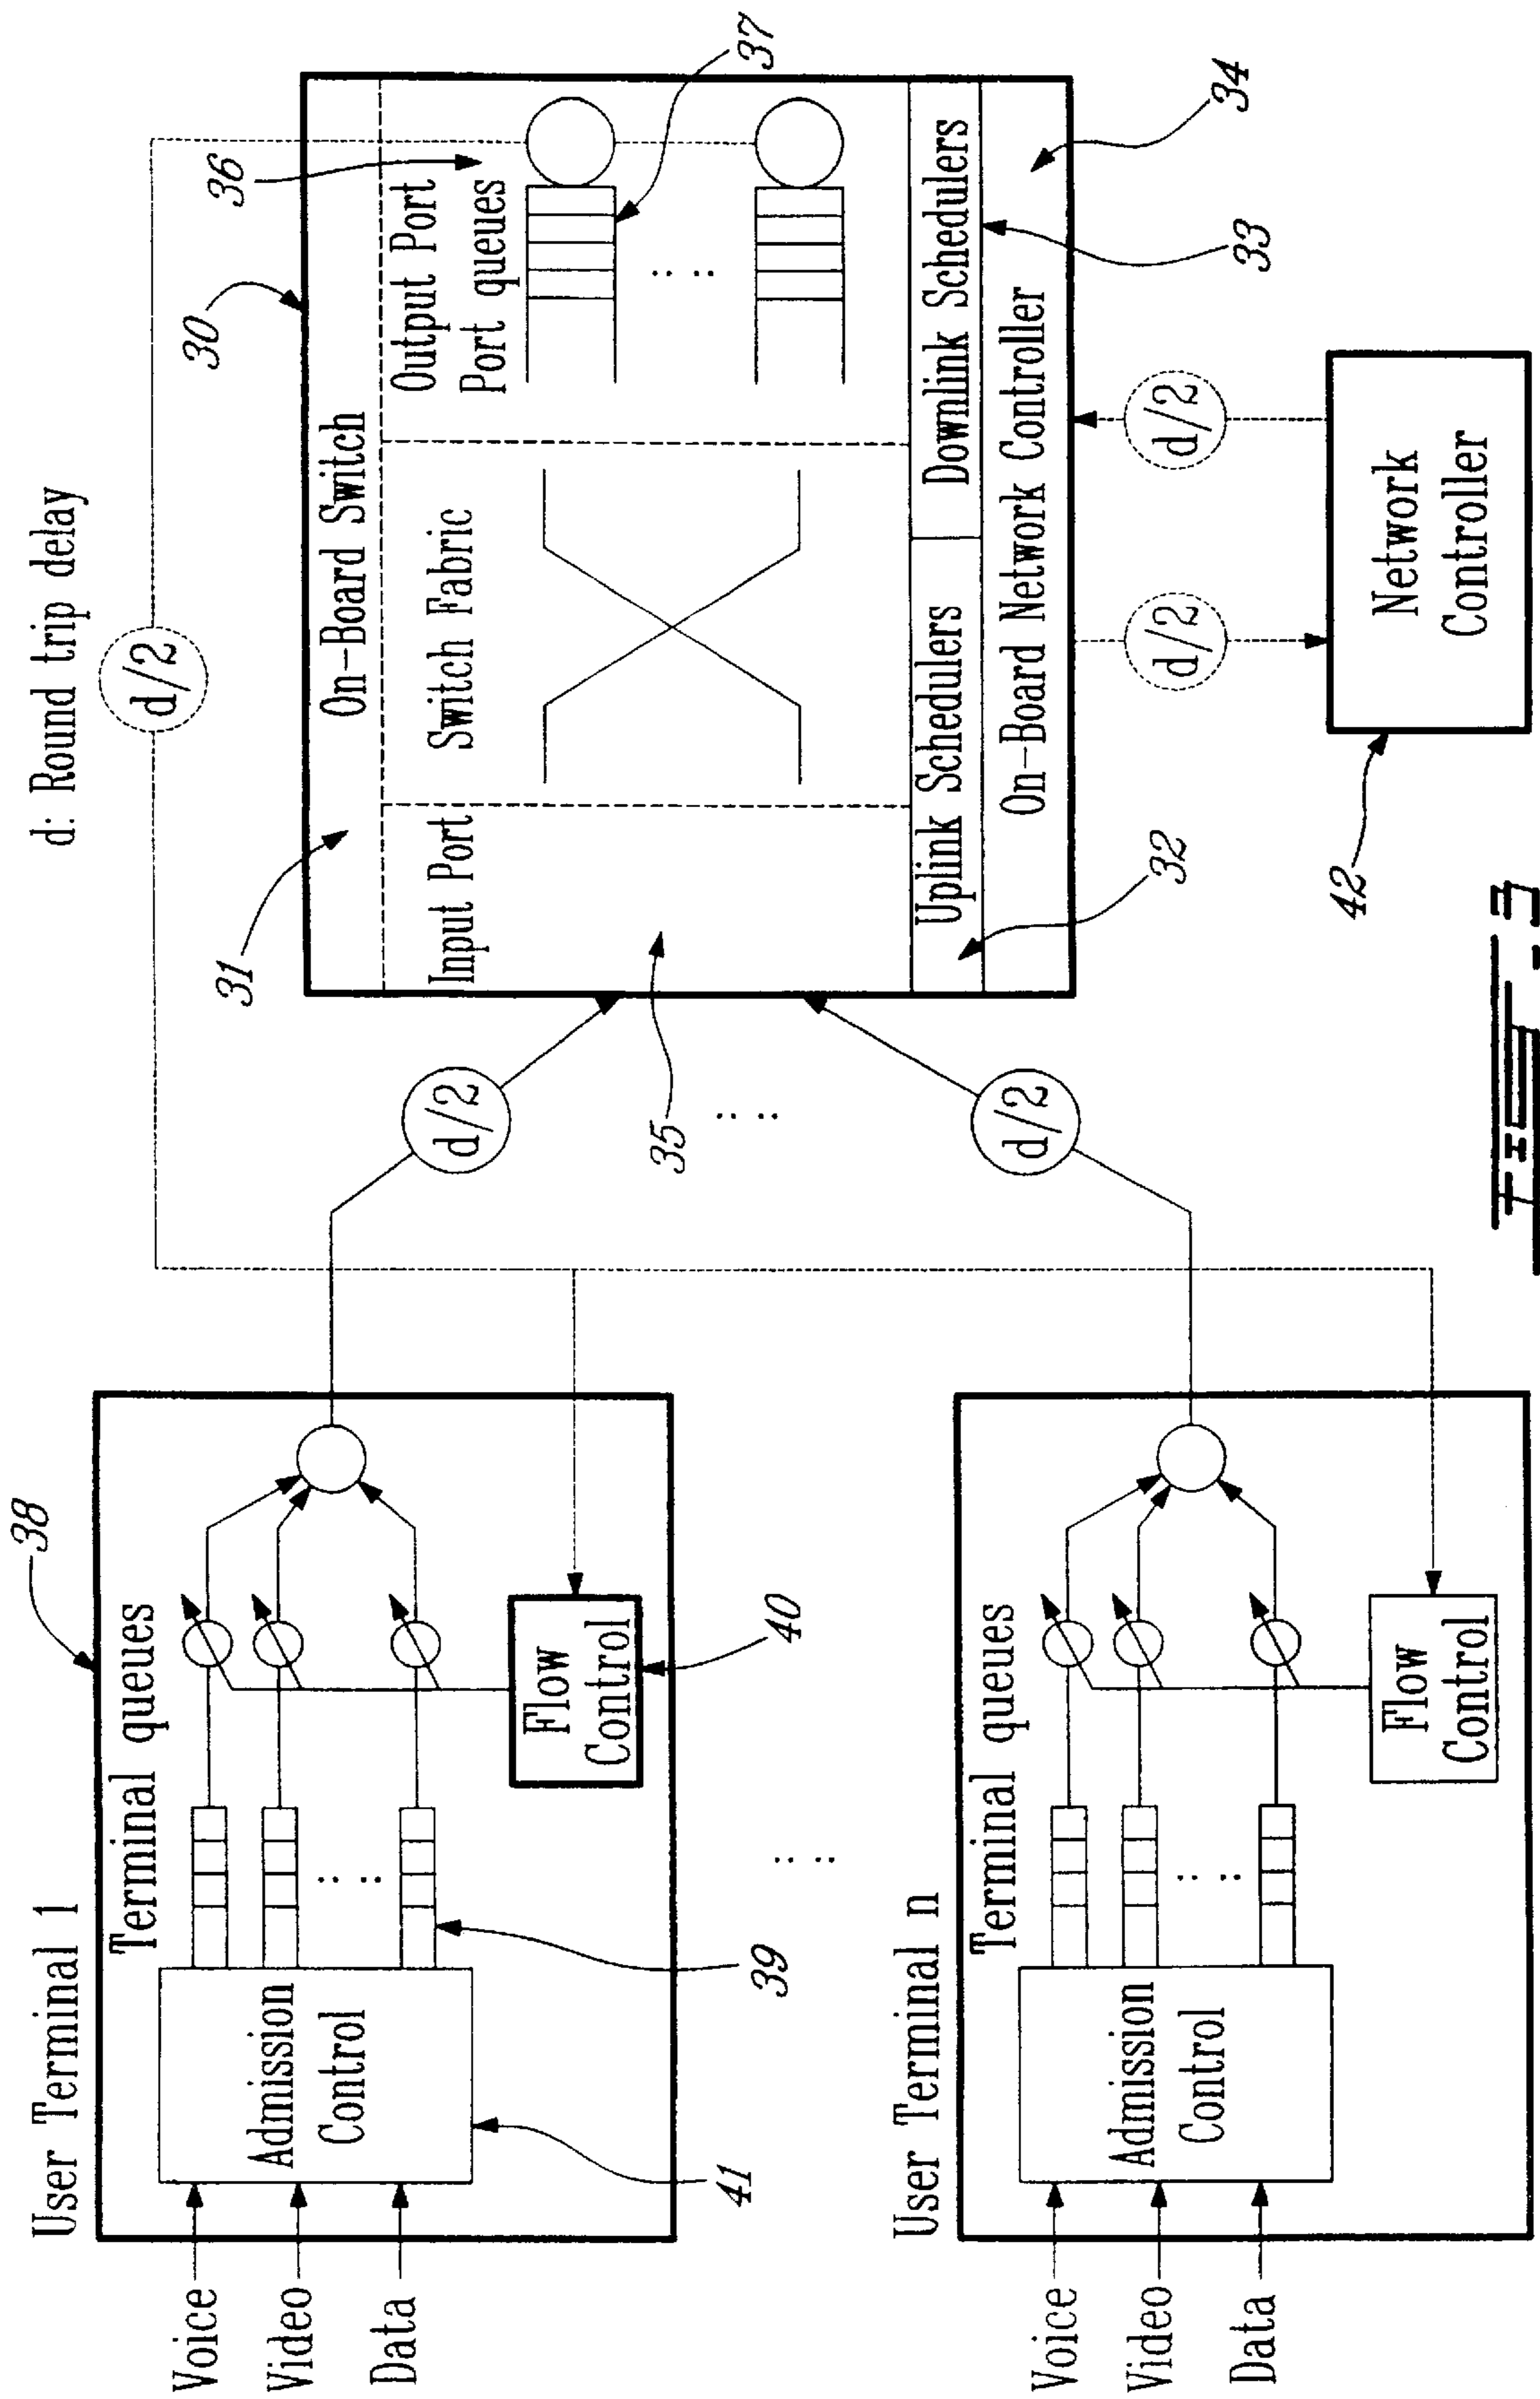 d: Round trip delay
d/2
User Terminal 1
38
Voice
Video
Data
Admission
Control
41
Terminal queues
39
Flow
Control
40
d/2
30
31
On-Board Switch
Input Port
35
Switch Fabric
Output Port
Port queues
36
37
Uplink Schedulers
32
Downlink Schedulers
33
On-Board Network Controller
34
d/2
d/2
Network
Controller
42
User Terminal n
Voice
Video
Data
Admission
Control
Terminal queues
Flow
Control
d/2
FIG - 3